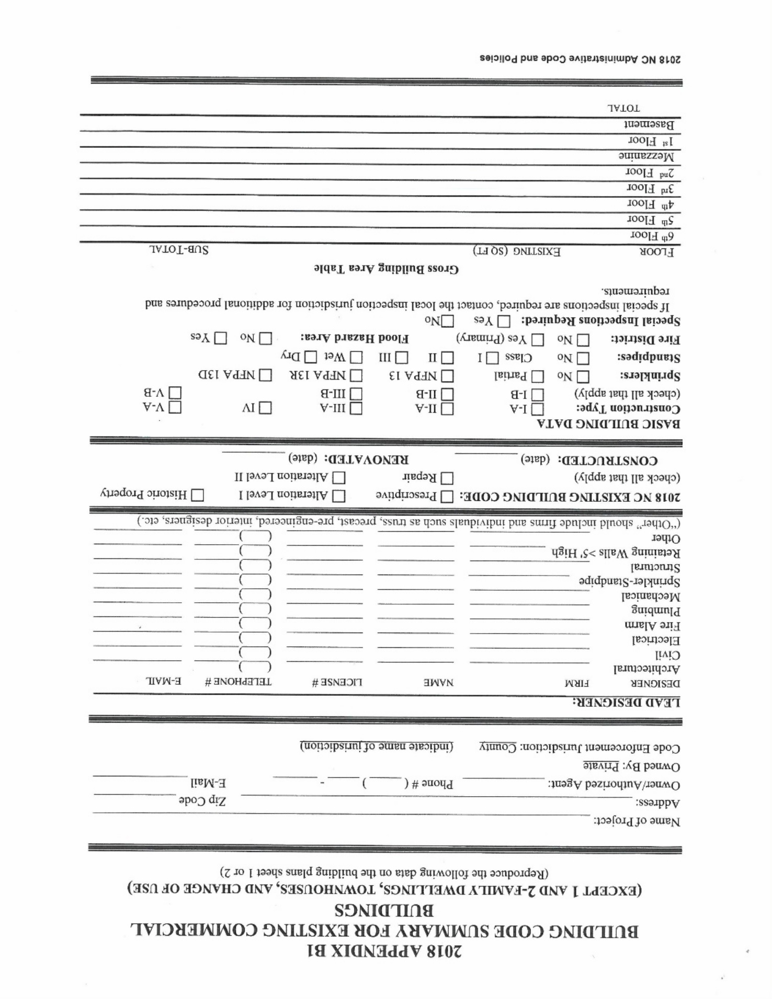 2018 APPENDIX B1
BUILDING CODE SUMMARY FOR EXISTING COMMERCIAL
BUILDINGS
(EXCEPT 1 AND 2-FAMILY DWELLINGS, TOWNHOUSES, AND CHANGE OF USE)
(Reproduce the following data on the building plans sheet 1 or 2)
Name of Project:
Address: Zip Code
Owner/Authorized Agent: Phone # ( ) - E-Mail
Owned By: Private
Code Enforcement Jurisdiction: County (indicate name of jurisdiction)
LEAD DESIGNER:
DESIGNER FIRM NAME LICENSE # TELEPHONE # E-MAIL
Architectural ( )
Civil ( )
Electrical ( )
Fire Alarm ( )
Plumbing ( )
Mechanical ( )
Sprinkler-Standpipe ( )
Structural ( )
Retaining Walls >5' High ( )
Other ( )
("Other" should include firms and individuals such as truss, precast, pre-engineered, interior designers, etc.)
2018 NC EXISTING BUILDING CODE: ☐ Prescriptive ☐ Alteration Level I ☐ Historic Property
(check all that apply) ☐ Repair ☐ Alteration Level II
CONSTRUCTED: (date) RENOVATED: (date)
BASIC BUILDING DATA
Construction Type: ☐ I-A ☐ II-A ☐ III-A ☐ IV ☐ V-A
(check all that apply) ☐ I-B ☐ II-B ☐ III-B ☐ V-B
Sprinklers: ☐ No ☐ Partial ☐ NFPA 13 ☐ NFPA 13R ☐ NFPA 13D
Standpipes: ☐ No Class ☐ I ☐ II ☐ III ☐ Wet ☐ Dry
Fire District: ☐ No ☐ Yes (Primary) Flood Hazard Area: ☐ No ☐ Yes
Special Inspections Required: ☐ Yes ☐ No
If special inspections are required, contact the local inspection jurisdiction for additional procedures and
requirements.
Gross Building Area Table
FLOOR EXISTING (SQ FT) SUB-TOTAL
6th Floor
5th Floor
4th Floor
3rd Floor
2nd Floor
Mezzanine
1st Floor
Basement
TOTAL
2018 NC Administrative Code and Policies